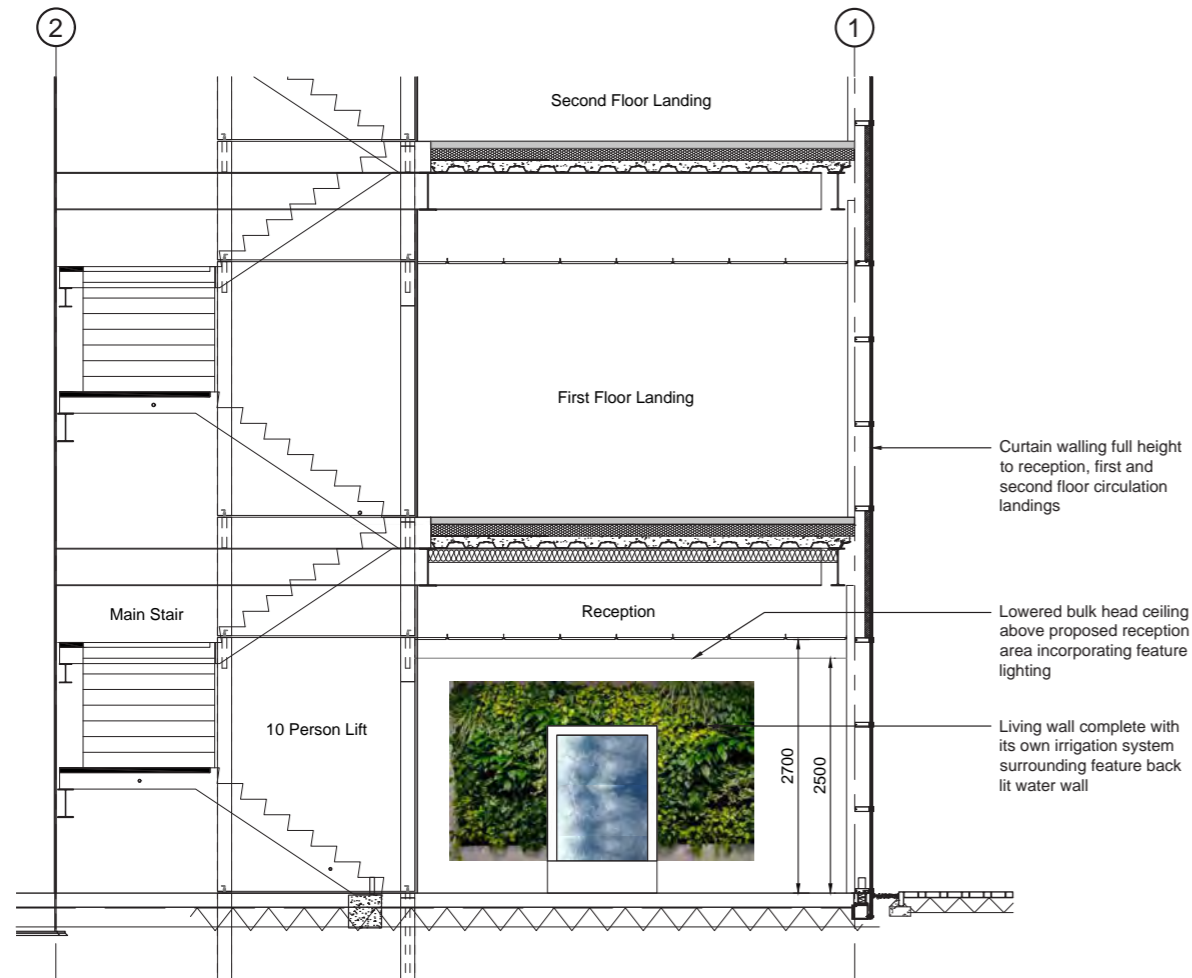 2
1
Second Floor Landing
First Floor Landing
Curtain walling full height
to reception, first and
second floor circulation
landings
Main Stair
Reception
Lowered bulk head ceiling
above proposed reception
area incorporating feature
lighting
10 Person Lift
2700
2500
Living wall complete with
its own irrigation system
surrounding feature back
lit water wall